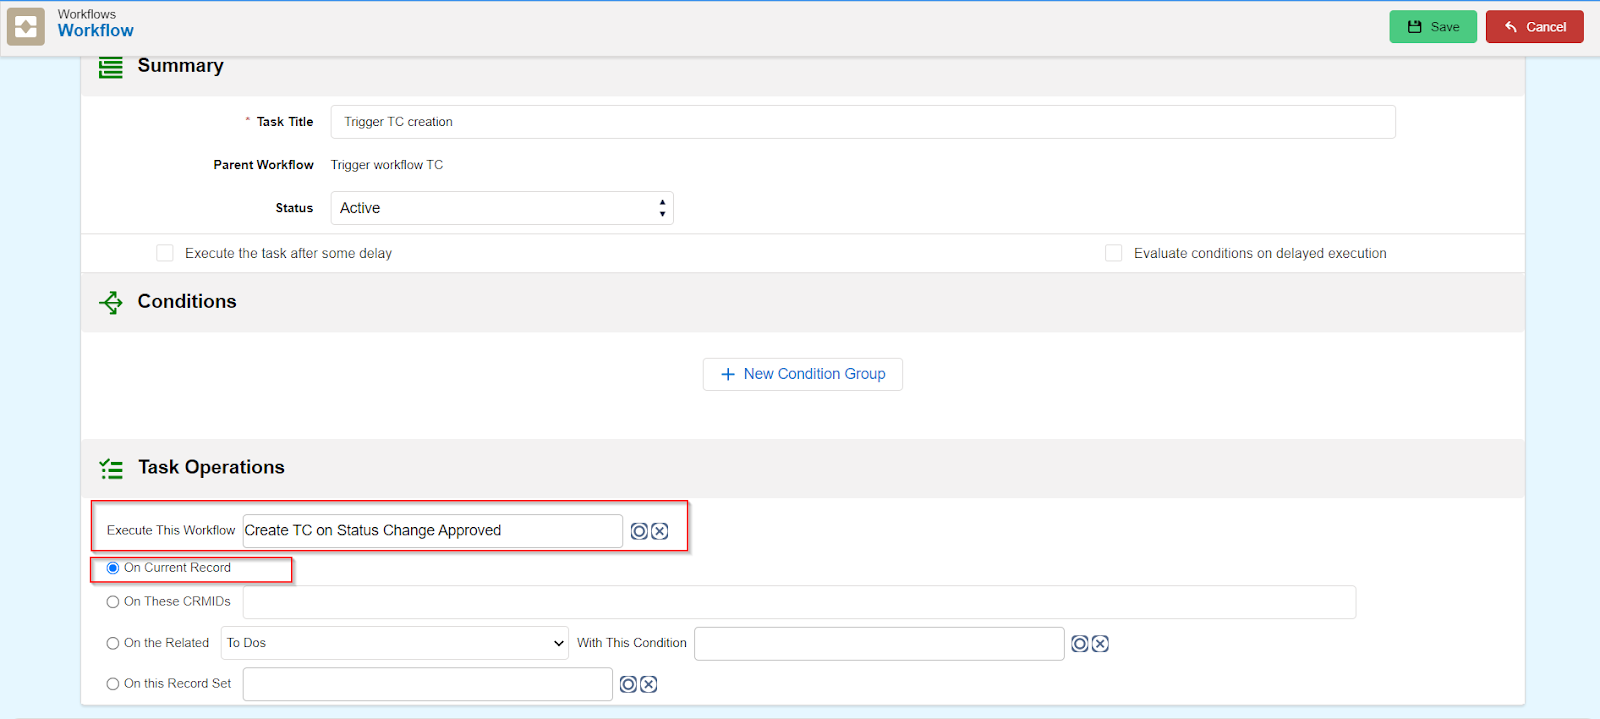 Workflows
Workflow
Save
Cancel
Summary
* Task Title Trigger TC creation
Parent Workflow Trigger workflow TC
Status Active
Execute the task after some delay Evaluate conditions on delayed execution
Conditions
+ New Condition Group
Task Operations
Execute This Workflow Create TC on Status Change Approved
On Current Record
On These CRMIDs
On the Related To Dos With This Condition
On this Record Set